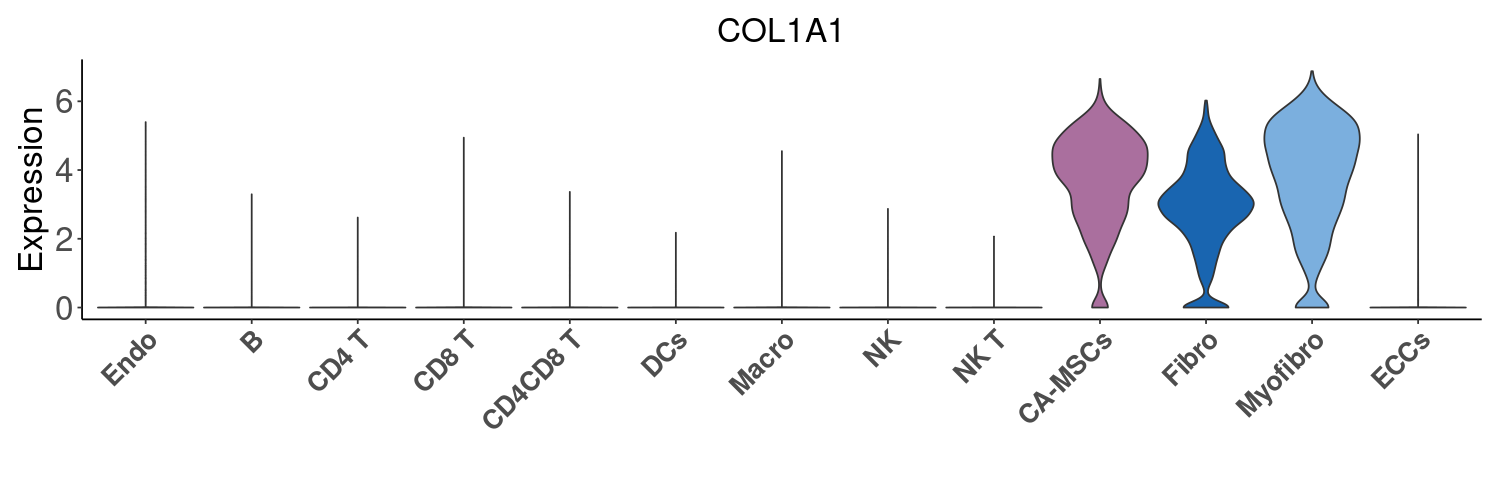 COL1A1
Expression
6
4
2
0
Endo
B
CD4 T
CD8 T
CD4CD8 T
DCs
Macro
NK
NK T
CA-MSCs
Fibro
Myofibro
ECCs